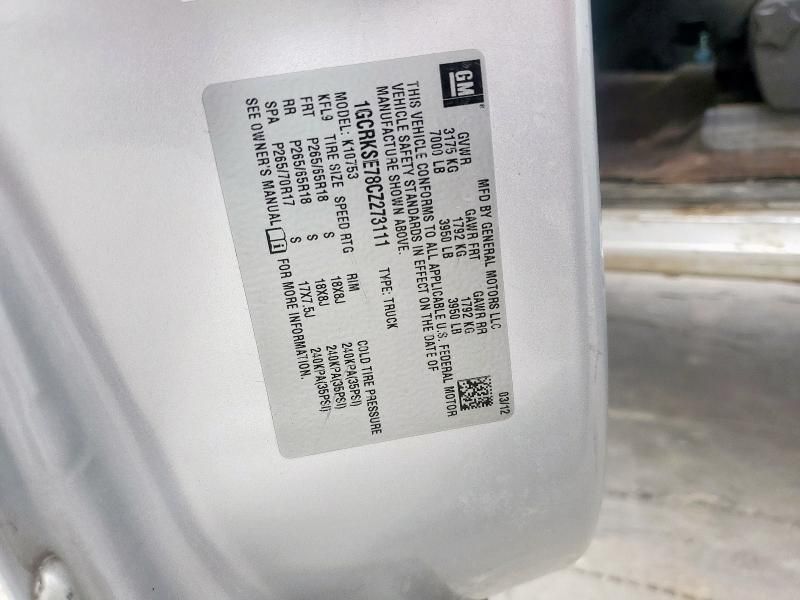 GM
MFD BY GENERAL MOTORS LLC 03/12
GVWR GAWR FRT GAWR RR
3175 KG 1792 KG 1792 KG
7000 LB 3950 LB 3950 LB
THIS VEHICLE CONFORMS TO ALL APPLICABLE U.S. FEDERAL MOTOR
VEHICLE SAFETY STANDARDS IN EFFECT ON THE DATE OF
MANUFACTURE SHOWN ABOVE.
1GCRKSE78CZ273111 TYPE: TRUCK
MODEL: K10753
KFL9 TIRE SIZE SPEED RTG RIM COLD TIRE PRESSURE
FRT P265/65R18 S 18X8J 240KPA(35PSI)
RR P265/65R18 S 18X8J 240KPA(35PSI)
SPA P265/70R17 S 17X7.5J 240KPA(35PSI)
SEE OWNER'S MANUAL FOR MORE INFORMATION.